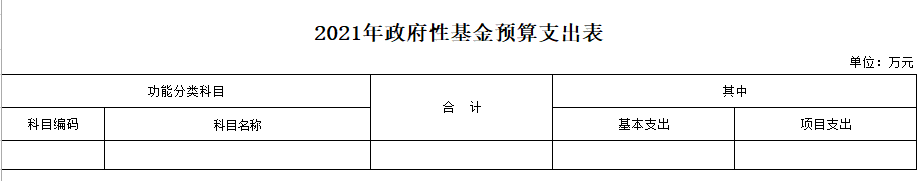 2021年政府性基金预算支出表
单位：万元
功能分类科目 合 计 其中
科目编码 科目名称 基本支出 项目支出